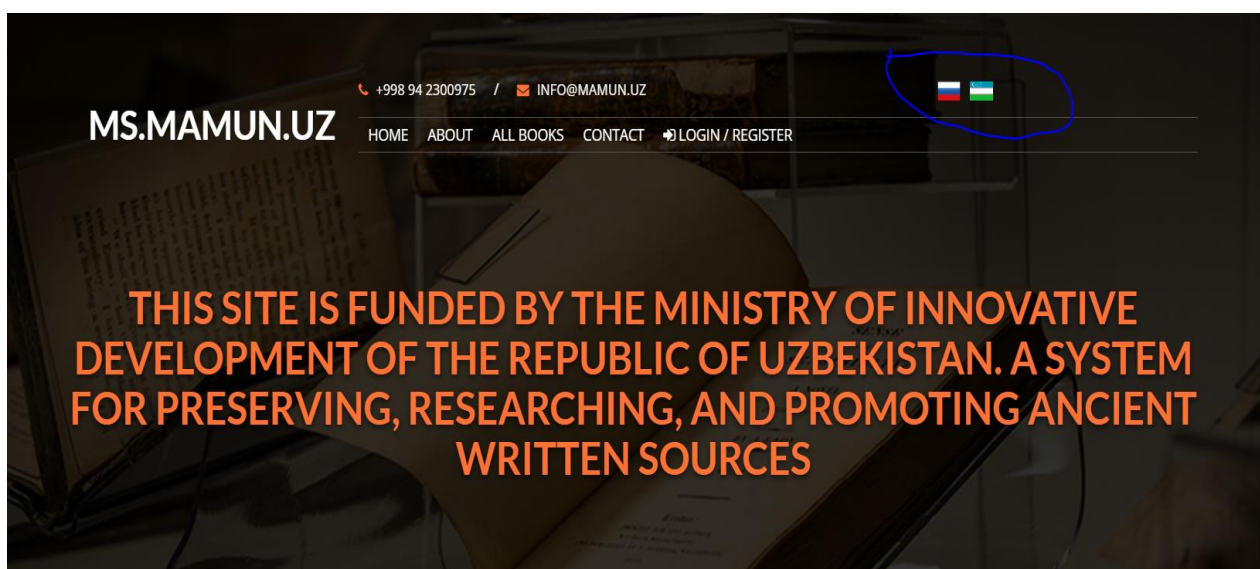 +998 94 2300975 / INFO@MAMUN.UZ
MS.MAMUN.UZ
HOME ABOUT ALL BOOKS CONTACT LOGIN / REGISTER
THIS SITE IS FUNDED BY THE MINISTRY OF INNOVATIVE
DEVELOPMENT OF THE REPUBLIC OF UZBEKISTAN. A SYSTEM
FOR PRESERVING, RESEARCHING, AND PROMOTING ANCIENT
WRITTEN SOURCES